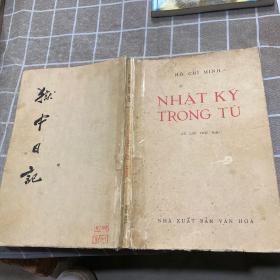 HỒ CHÍ MINH
NHẬT KÝ
TRONG TÙ
NHÀ XUẤT BẢN VĂN HÓA
獄中日記